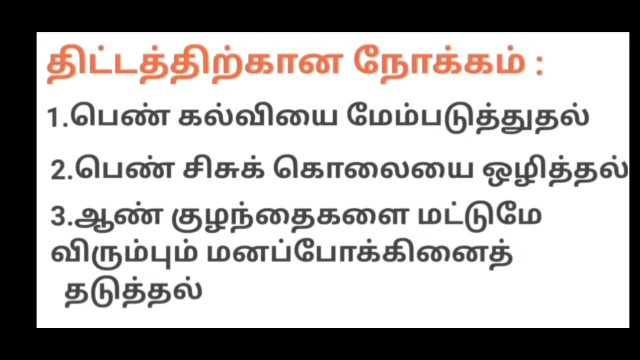 திட்டத்திற்கான நோக்கம் :
1.பெண் கல்வியை மேம்படுத்துதல்
2.பெண் சிசுக் கொலையை ஒழித்தல்
3.ஆண் குழந்தைகளை மட்டுமே
விரும்பும் மனப்போக்கினைத்
தடுத்தல்